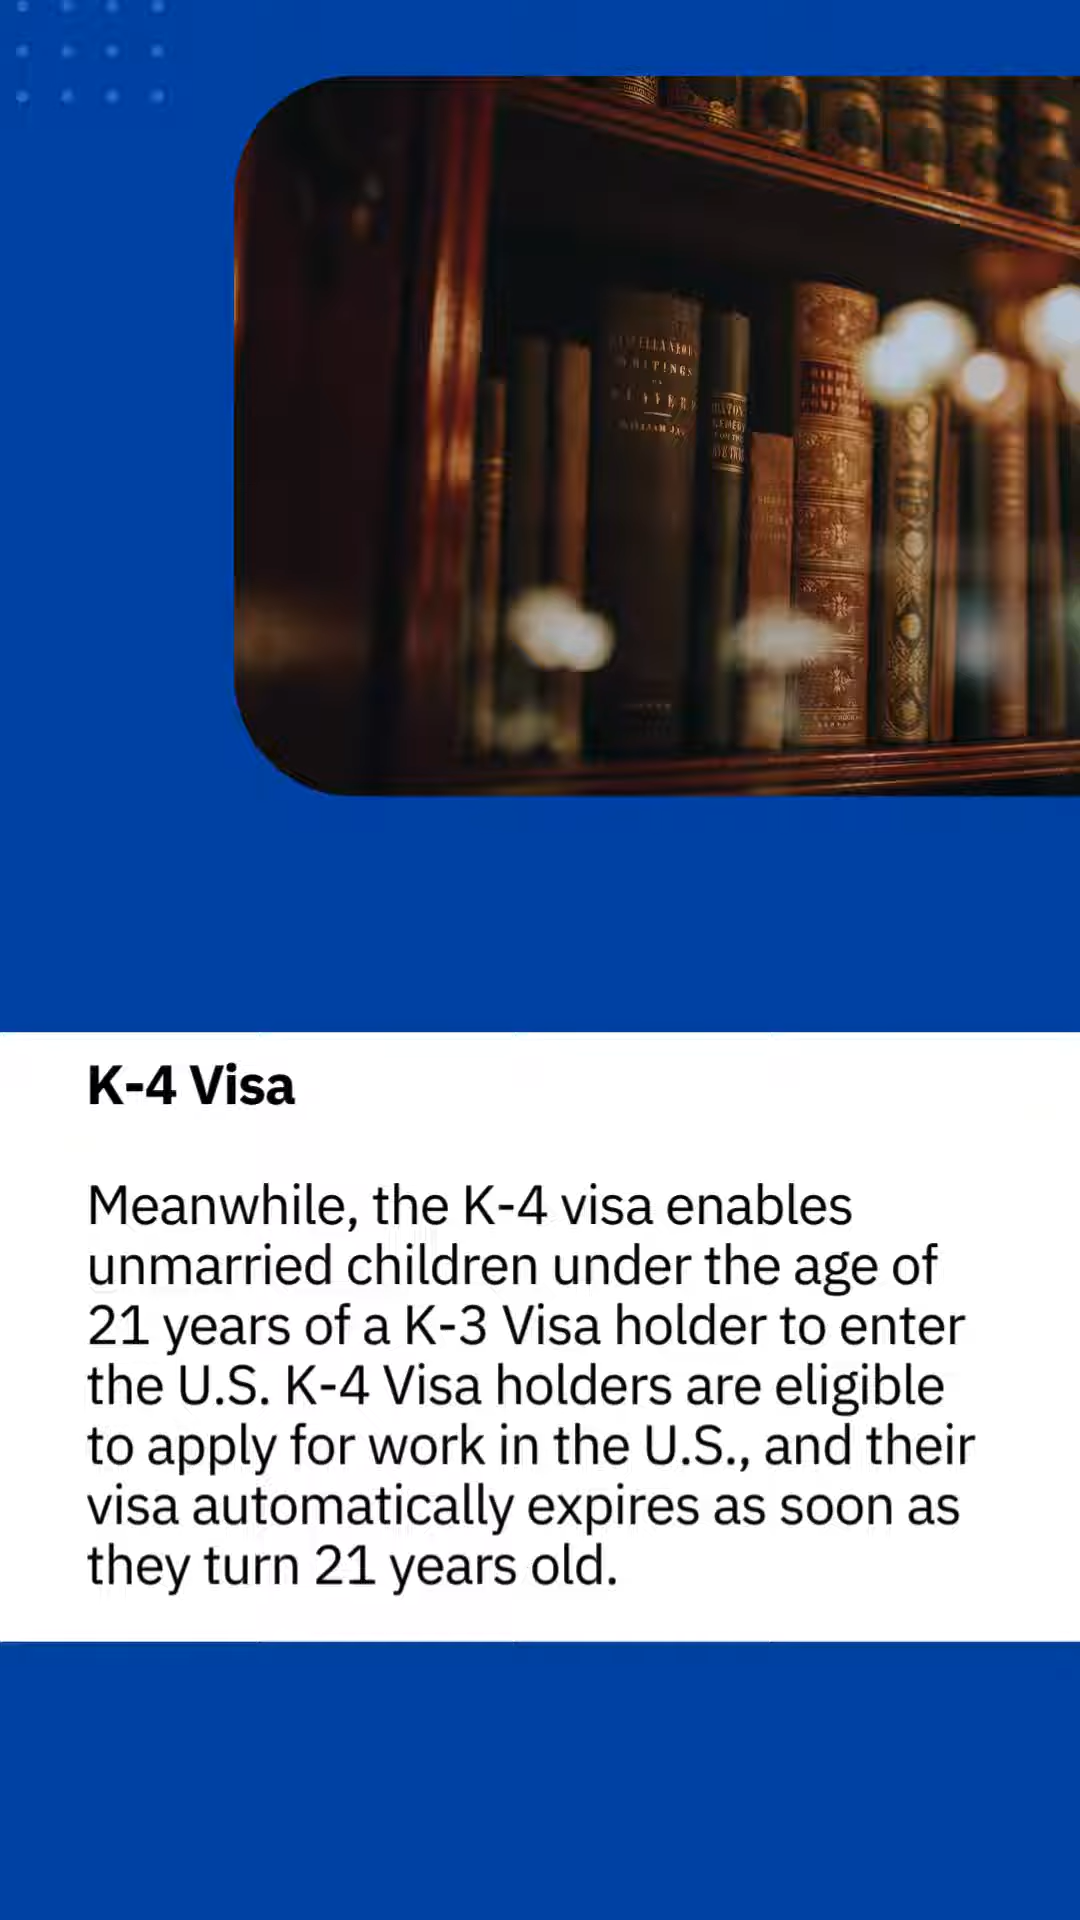 WRITINGS
K-4 Visa
Meanwhile, the K-4 visa enables
unmarried children under the age of
21 years of a K-3 Visa holder to enter
the U.S. K-4 Visa holders are eligible
to apply for work in the U.S., and their
visa automatically expires as soon as
they turn 21 years old.